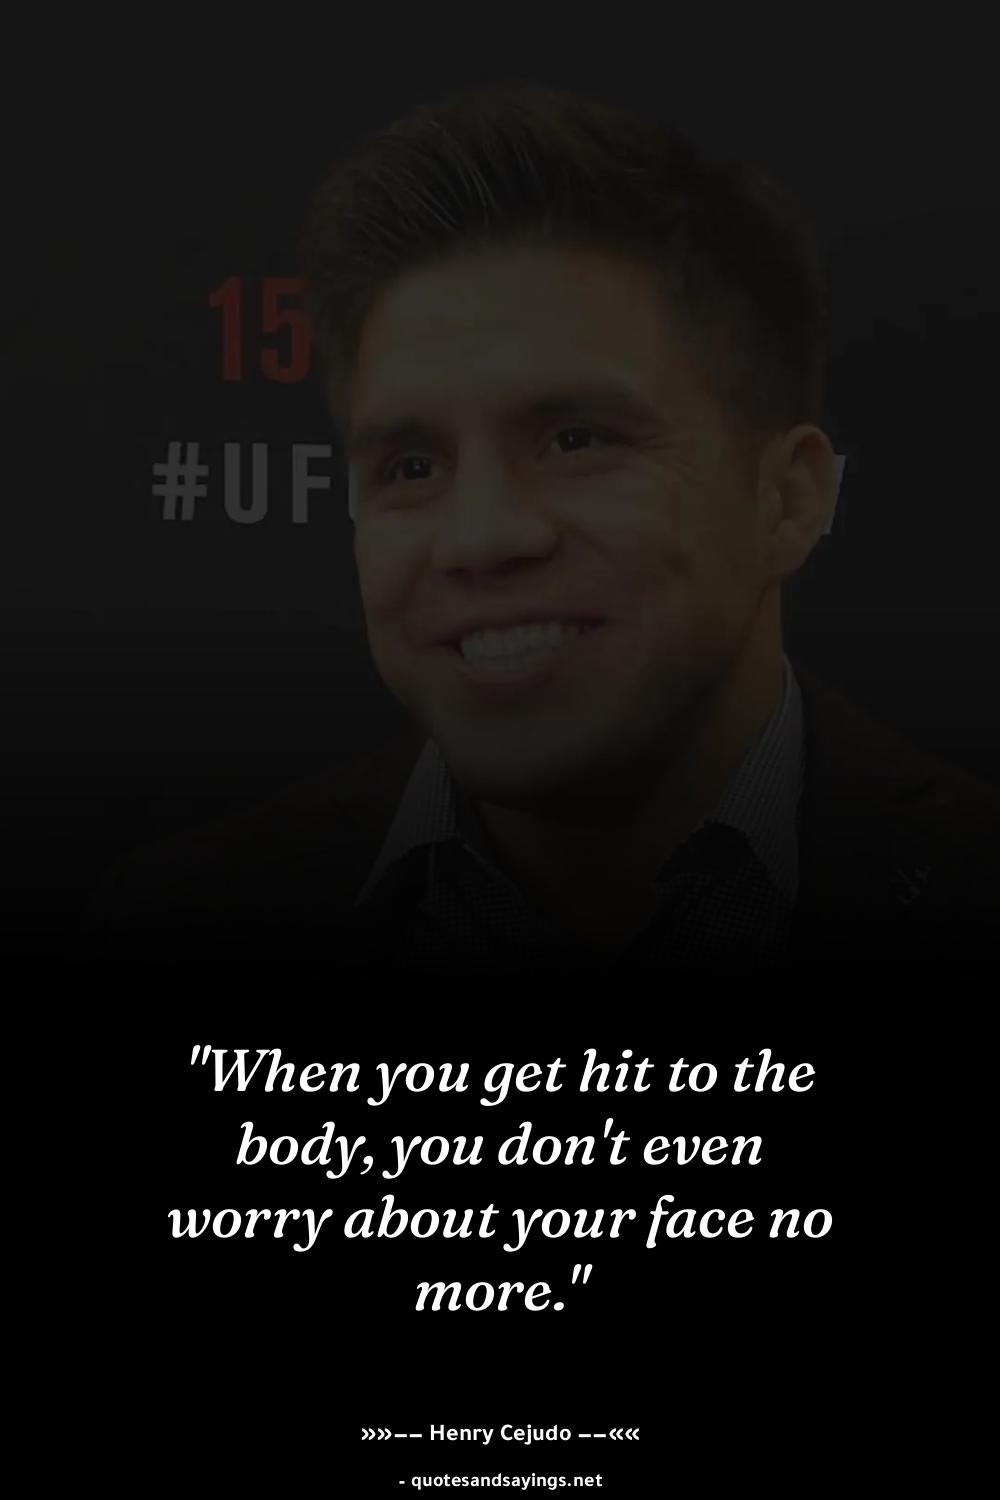 15
#UF
"When you get hit to the
body, you don't even
worry about your face no
more."
»»−− Henry Cejudo −−««
- quotesandsayings.net